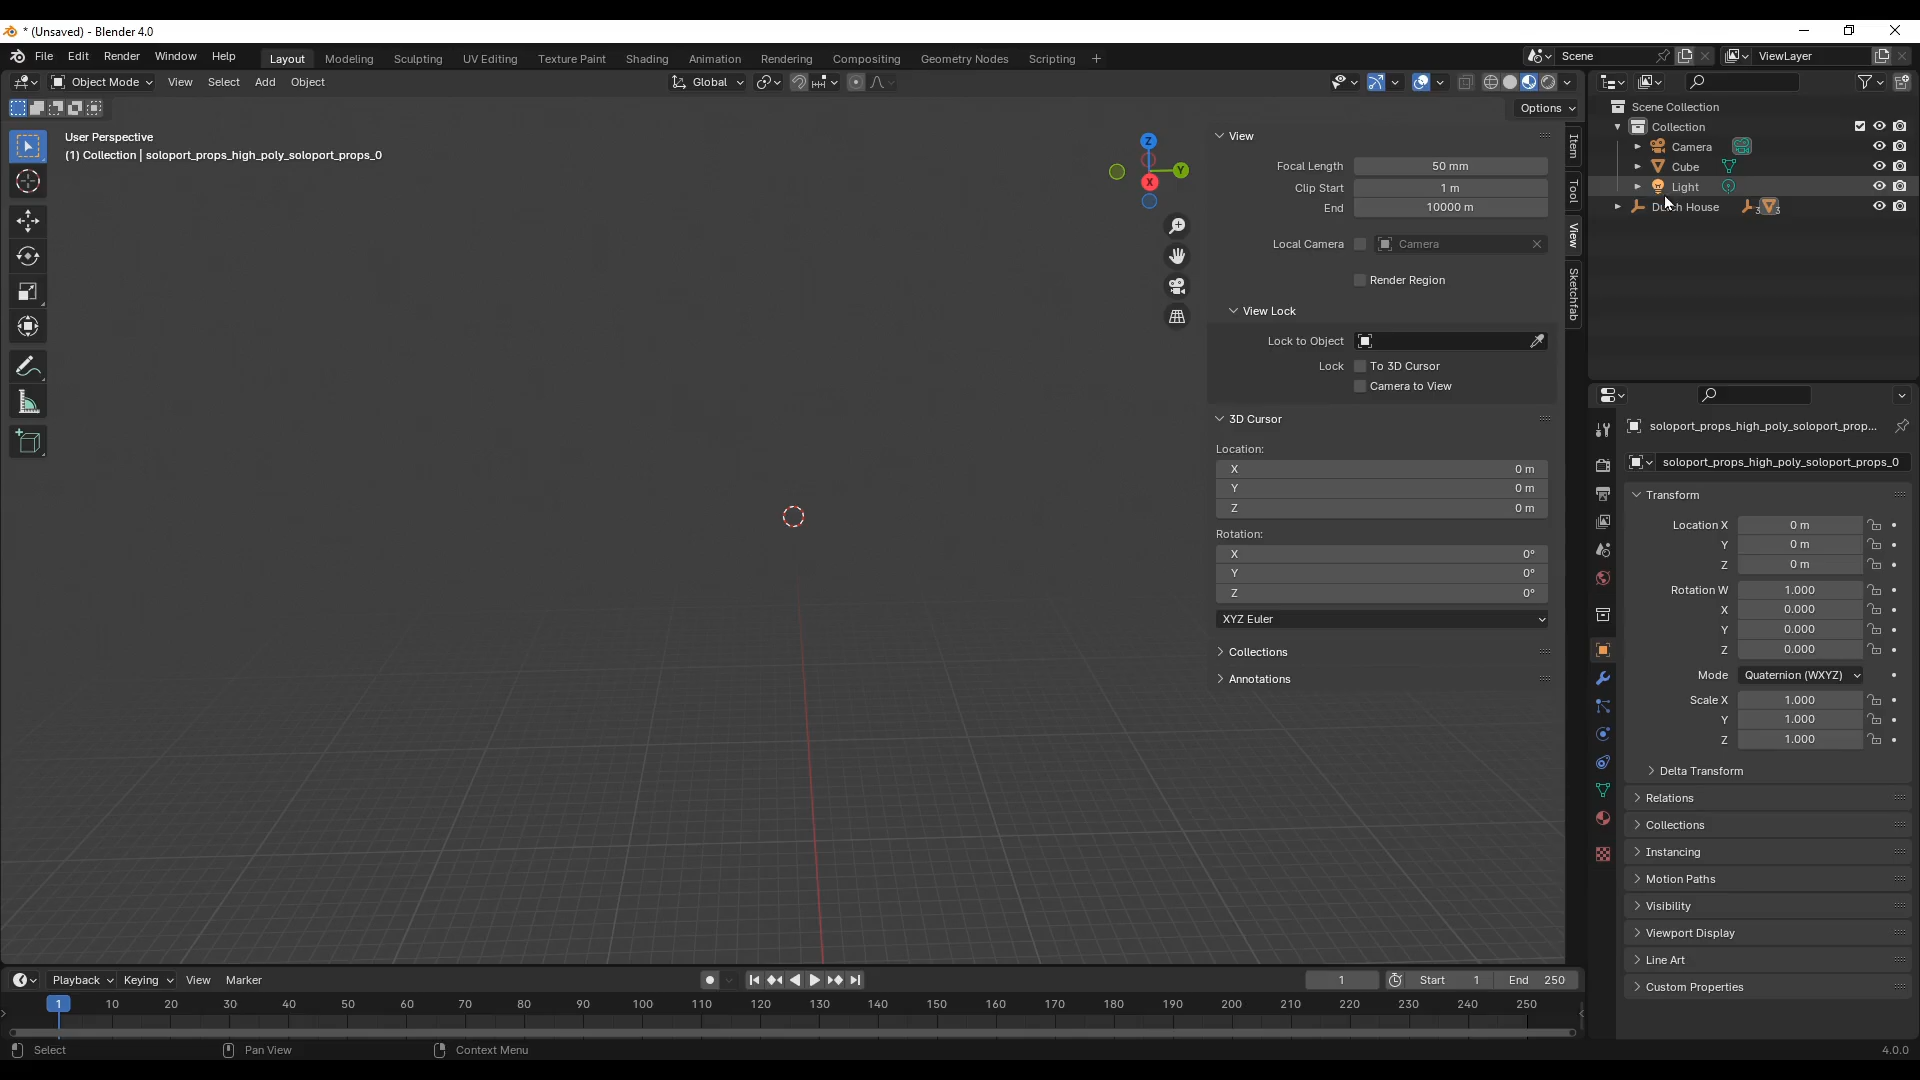 * (Unsaved) - Blender 4.0
File Edit Render Window Help Layout Modeling Sculpting UV Editing Texture Paint Shading Animation Rendering Compositing Geometry Nodes Scripting + Scene ViewLayer
Object Mode View Select Add Object Global
Options
User Perspective
(1) Collection | soloport_props_high_poly_soloport_props_0
Z
Y
X
View
Focal Length 50 mm
Clip Start 1 m
End 10000 m
Local Camera Camera
Render Region
View Lock
Lock to Object
Lock To 3D Cursor
Camera to View
3D Cursor
Location:
X 0 m
Y 0 m
Z 0 m
Rotation:
X 0°
Y 0°
Z 0°
XYZ Euler
Collections
Annotations
Item
Tool
View
Sketchfab
Scene Collection
Collection
Camera
Cube
Light
House 3 3
soloport_props_high_poly_soloport_prop...
soloport_props_high_poly_soloport_props_0
Transform
Location X 0 m
Y 0 m
Z 0 m
Rotation W 1.000
X 0.000
Y 0.000
Z 0.000
Mode Quaternion (WXYZ)
Scale X 1.000
Y 1.000
Z 1.000
Delta Transform
Relations
Collections
Instancing
Motion Paths
Visibility
Viewport Display
Line Art
Custom Properties
Playback Keying View Marker 1 Start 1 End 250
1 10 20 30 40 50 60 70 80 90 100 110 120 130 140 150 160 170 180 190 200 210 220 230 240 250
Select Pan View Context Menu 4.0.0